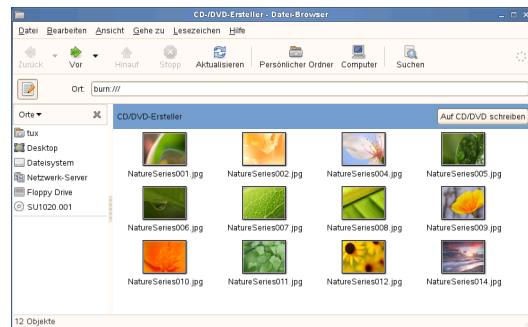 CD-/DVD-Ersteller - Datei-Browser
Datei Bearbeiten Ansicht Gehe zu Lesezeichen Hilfe
Zurück Vor Hinauf Stopp Aktualisieren Persönlicher Ordner Computer Suchen
Ort: burn:///
Orte CD/DVD-Ersteller Auf CD/DVD schreiben
tux
Desktop
Dateisystem
Netzwerk-Server
Floppy Drive
SU1020.001
NatureSeries001.jpg NatureSeries002.jpg NatureSeries004.jpg NatureSeries005.jpg
NatureSeries006.jpg NatureSeries007.jpg NatureSeries008.jpg NatureSeries009.jpg
NatureSeries010.jpg NatureSeries011.jpg NatureSeries012.jpg NatureSeries014.jpg
12 Objekte